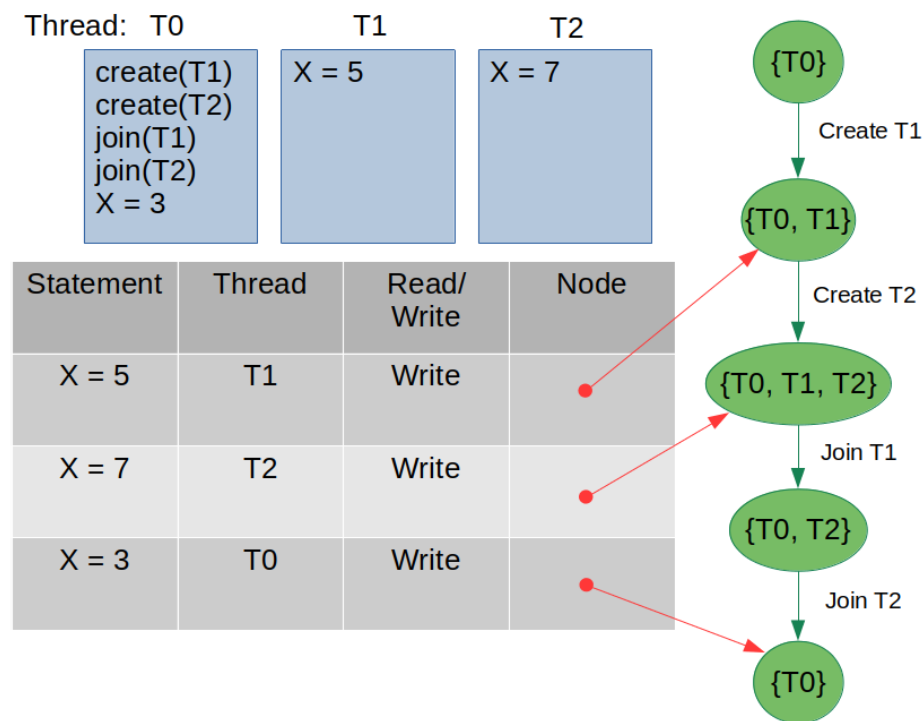 Thread: T0 T1 T2
create(T1)
create(T2)
join(T1)
join(T2)
X = 3
X = 5
X = 7
Statement Thread Read/ Write Node
X = 5 T1 Write
X = 7 T2 Write
X = 3 T0 Write
{T0}
Create T1
{T0, T1}
Create T2
{T0, T1, T2}
Join T1
{T0, T2}
Join T2
{T0}